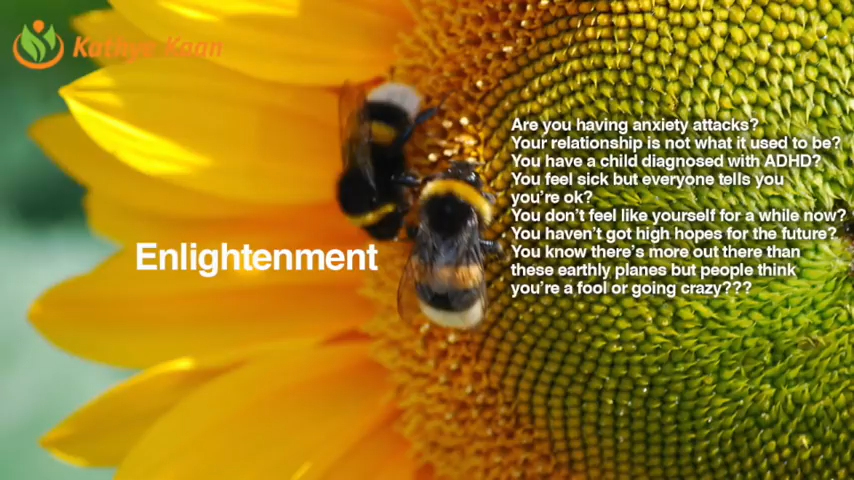 Kathye Kaan
Enlightenment
Are you having anxiety attacks?
Your relationship is not what it used to be?
You have a child diagnosed with ADHD?
You feel sick but everyone tells you
you're ok?
You don't feel like yourself for a while now?
You haven't got high hopes for the future?
You know there's more out there than
these earthly planes but people think
you're a fool or going crazy???